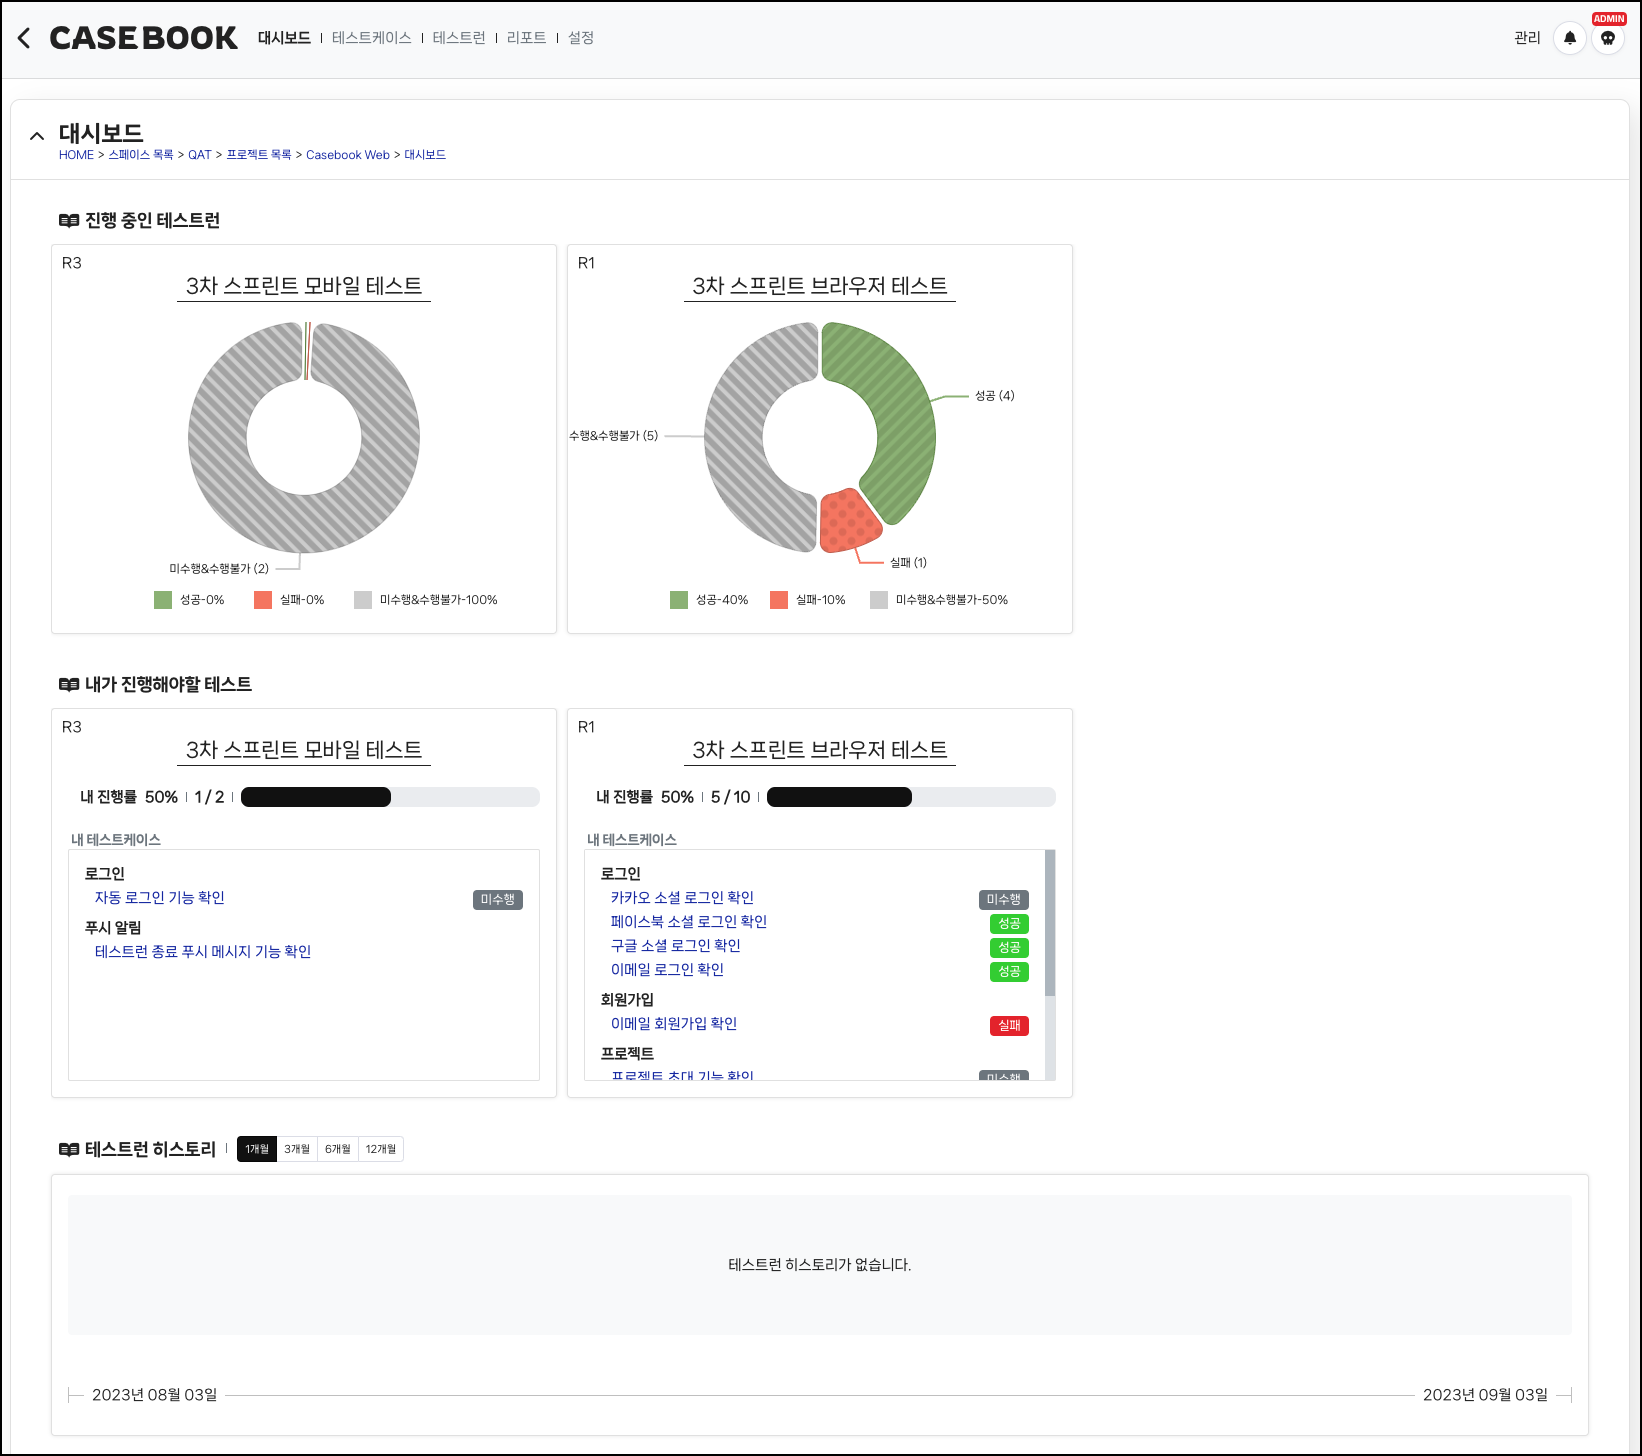 CASEBOOK 대시보드 테스트케이스 테스트런 리포트 설정 관리 ADMIN
대시보드
HOME > 스페이스 목록 > QAT > 프로젝트 목록 > Casebook Web > 대시보드
진행 중인 테스트런
R3
3차 스프린트 모바일 테스트
미수행&수행불가 (2)
성공-0% 실패-0% 미수행&수행불가-100%
R1
3차 스프린트 브라우저 테스트
성공 (4)
수행&수행불가 (5)
실패 (1)
성공-40% 실패-10% 미수행&수행불가-50%
내가 진행해야할 테스트
R3
3차 스프린트 모바일 테스트
내 진행률 50% 1 / 2
내 테스트케이스
로그인
자동 로그인 기능 확인 미수행
푸시 알림
테스트런 종료 푸시 메시지 기능 확인
R1
3차 스프린트 브라우저 테스트
내 진행률 50% 5 / 10
내 테스트케이스
로그인
카카오 소셜 로그인 확인 미수행
페이스북 소셜 로그인 확인 성공
구글 소셜 로그인 확인 성공
이메일 로그인 확인 성공
회원가입
이메일 회원가입 확인 실패
프로젝트
프로젝트 초대 기능 확인 미수행
테스트런 히스토리 1개월 3개월 6개월 12개월
테스트런 히스토리가 없습니다.
2023년 08월 03일 2023년 09월 03일